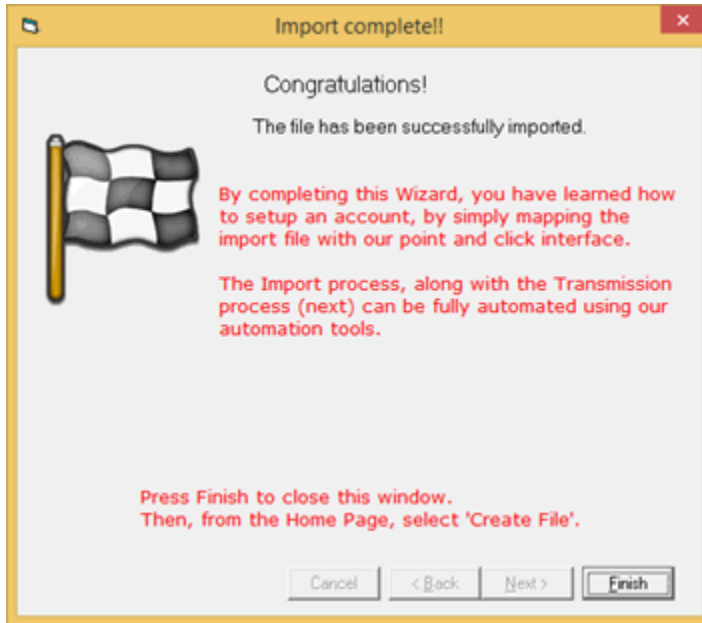 Import complete!!
Congratulations!
The file has been successfully imported.
By completing this Wizard, you have learned how
to setup an account, by simply mapping the
import file with our point and click interface.
The Import process, along with the Transmission
process (next) can be fully automated using our
automation tools.
Press Finish to close this window.
Then, from the Home Page, select 'Create File'.
Cancel < Back Next > Finish